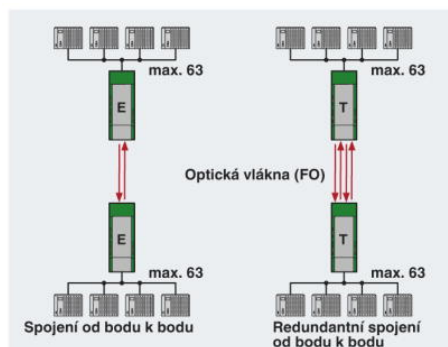 max. 63
max. 63
E
T
Optická vlákna (FO)
E
T
max. 63
max. 63
Spojení od bodu k bodu
Redundantní spojení
od bodu k bodu